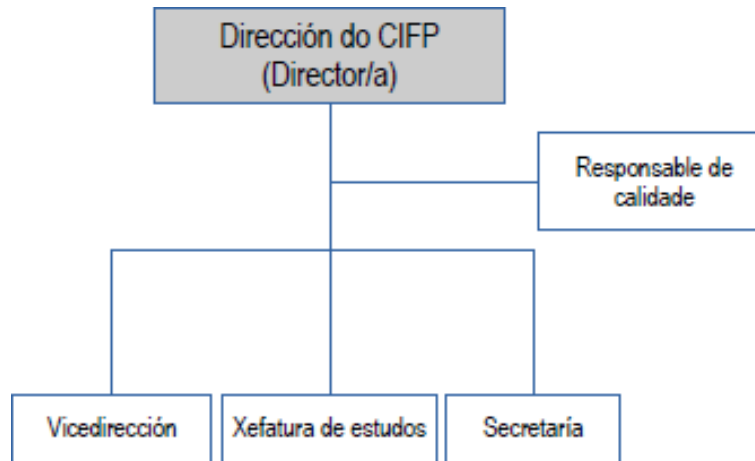 Dirección do CIFP
(Director/a)
Responsable de
calidade
Vicedirección
Xefatura de estudos
Secretaría